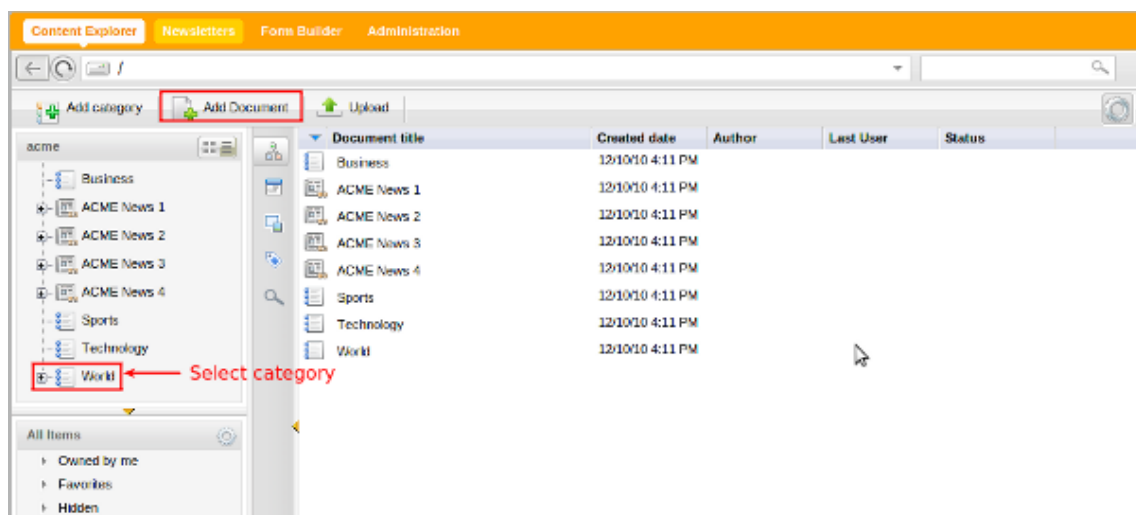 Content Explorer Newsletters Form Builder Administration
/
Add category Add Document Upload
acme
Business
ACME News 1
ACME News 2
ACME News 3
ACME News 4
Sports
Technology
World
Select category
All Items
Owned by me
Favorites
Hidden
Document title Created date Author Last User Status
Business 12/10/10 4:11 PM
ACME News 1 12/10/10 4:11 PM
ACME News 2 12/10/10 4:11 PM
ACME News 3 12/10/10 4:11 PM
ACME News 4 12/10/10 4:11 PM
Sports 12/10/10 4:11 PM
Technology 12/10/10 4:11 PM
World 12/10/10 4:11 PM